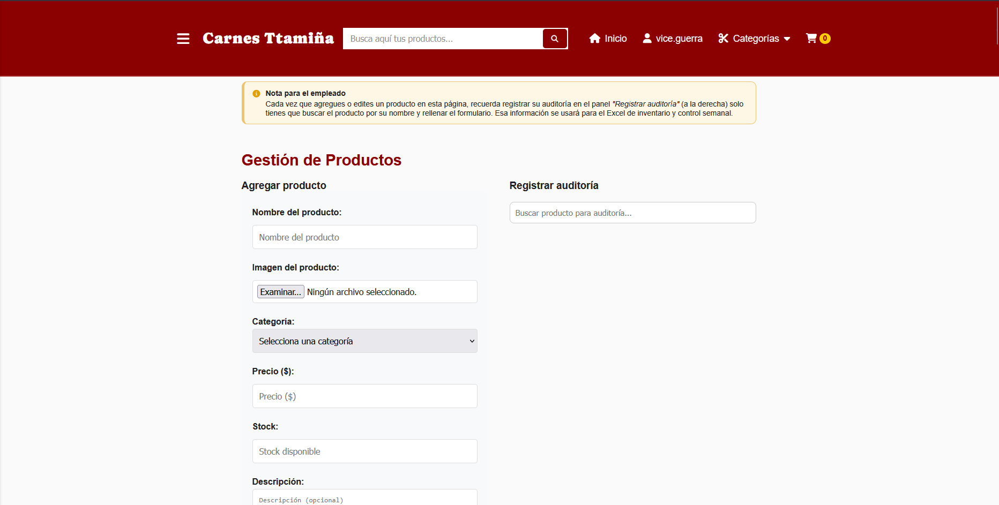 Carnes Ttamiña
Busca aquí tus productos...
Inicio
vice.guerra
Categorías
0
Nota para el empleado
Cada vez que agregues o edites un producto en esta página, recuerda registrar su auditoría en el panel "Registrar auditoría" (a la derecha) solo
tienes que buscar el producto por su nombre y rellenar el formulario. Esa información se usará para el Excel de inventario y control semanal.
Gestión de Productos
Agregar producto
Nombre del producto:
Nombre del producto
Imagen del producto:
Examinar... Ningún archivo seleccionado.
Categoría:
Selecciona una categoría
Precio ($):
Precio ($)
Stock:
Stock disponible
Descripción:
Descripción (opcional)
Registrar auditoría
Buscar producto para auditoría...